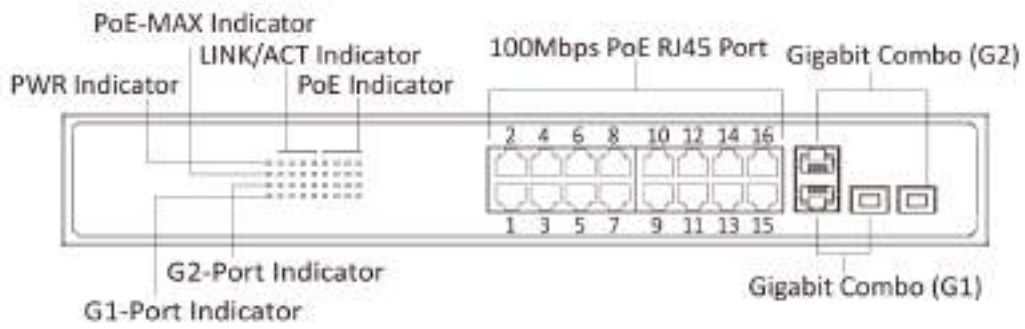 PoE-MAX Indicator
LINK/ACT Indicator
PWR Indicator
PoE Indicator
100Mbps PoE RJ45 Port
Gigabit Combo (G2)
2 4 6 8 10 12 14 16
1 3 5 7 9 11 13 15
G2-Port Indicator
G1-Port Indicator
Gigabit Combo (G1)